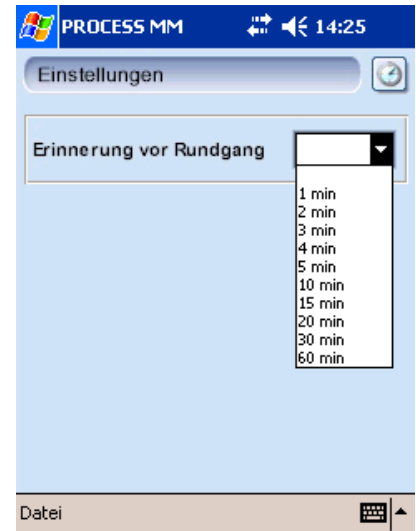 PROCESS MM 14:25
Einstellungen
Erinnerung vor Rundgang
1 min
2 min
3 min
4 min
5 min
10 min
15 min
20 min
30 min
60 min
Datei